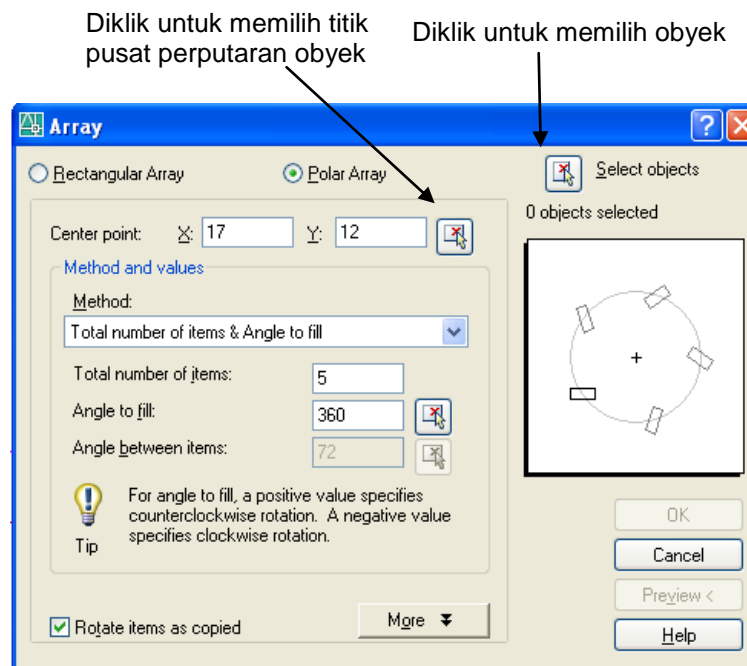 Diklik untuk memilih titik
pusat perputaran obyek
Diklik untuk memilih obyek
Array
Rectangular Array
Polar Array
Select objects
0 objects selected
Center point: X: 17 Y: 12
Method and values
Method:
Total number of items & Angle to fill
Total number of items: 5
Angle to fill: 360
Angle between items: 72
For angle to fill, a positive value specifies
counterclockwise rotation. A negative value
specifies clockwise rotation.
Tip
Rotate items as copied
More
OK
Cancel
Preview <
Help